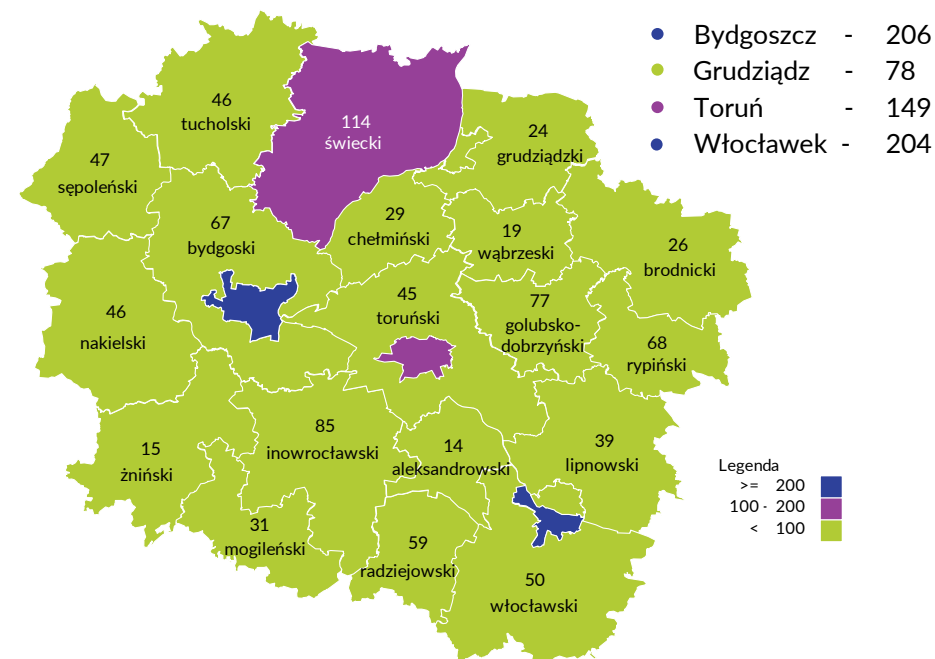 Bydgoszcz - 206
Grudziądz - 78
Toruń - 149
Włocławek - 204
46
tucholski
114
świecki
24
grudziądzki
47
sępoleński
67
bydgoski
29
chełmiński
19
wąbrzeski
26
brodnicki
46
nakielski
45
toruński
77
golubsko-
dobrzyński
68
rypiński
15
żniński
85
inowrocławski
14
aleksandrowski
39
lipnowski
31
mogileński
59
radziejowski
50
włocławski
Legenda
>= 200
100 - 200
< 100